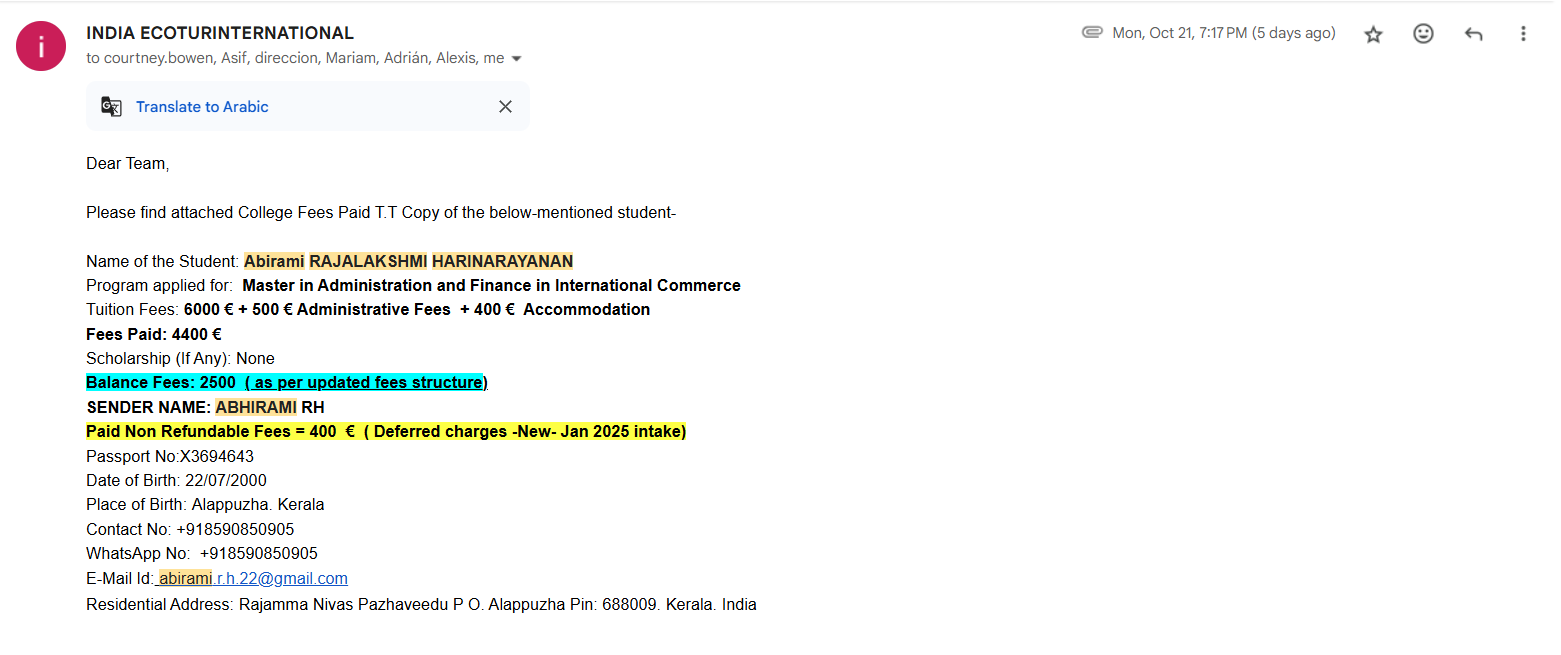 i
INDIA ECOTURINTERNATIONAL
Mon, Oct 21, 7:17 PM (5 days ago)
to courtney.bowen, Asif, direccion, Mariam, Adrián, Alexis, me
Translate to Arabic
Dear Team,
Please find attached College Fees Paid T.T Copy of the below-mentioned student-
Name of the Student: Abirami RAJALAKSHMI HARINARAYANAN
Program applied for: Master in Administration and Finance in International Commerce
Tuition Fees: 6000 € + 500 € Administrative Fees + 400 € Accommodation
Fees Paid: 4400 €
Scholarship (If Any): None
Balance Fees: 2500 ( as per updated fees structure)
SENDER NAME: ABHIRAMI RH
Paid Non Refundable Fees = 400 € ( Deferred charges -New- Jan 2025 intake)
Passport No:X3694643
Date of Birth: 22/07/2000
Place of Birth: Alappuzha. Kerala
Contact No: +918590850905
WhatsApp No: +918590850905
E-Mail Id: abirami.r.h.22@gmail.com
Residential Address: Rajamma Nivas Pazhaveedu P O. Alappuzha Pin: 688009. Kerala. India